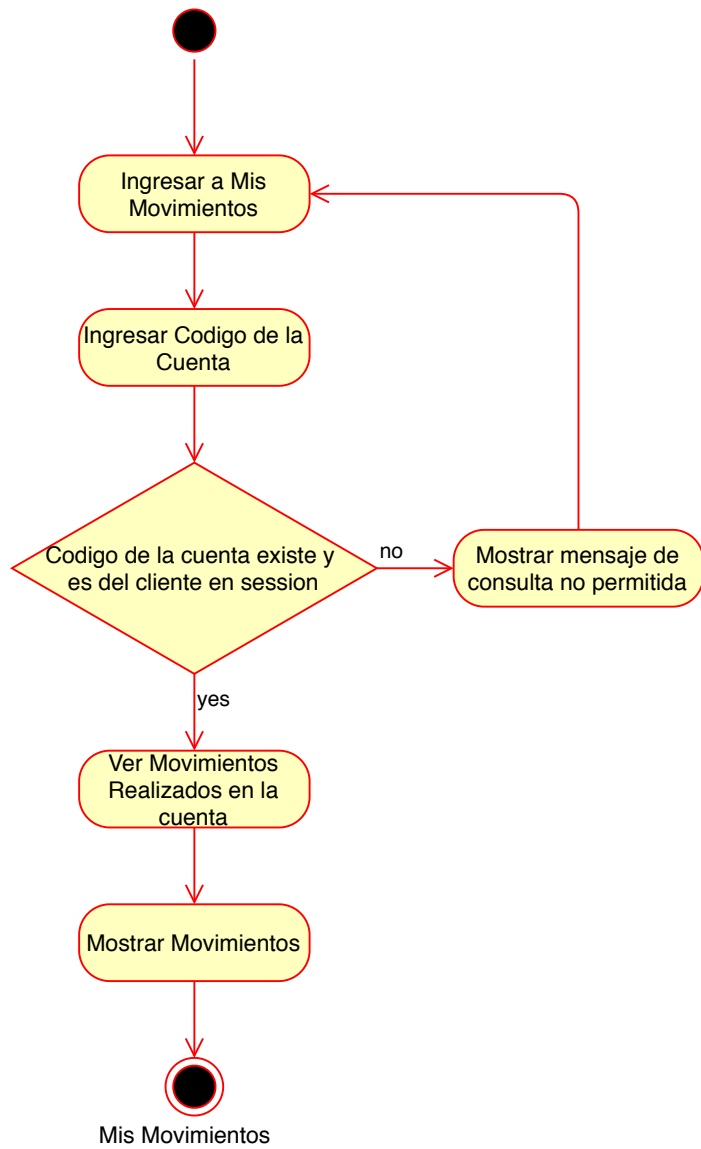 Ingresar a Mis
Movimientos
Ingresar Codigo de la
Cuenta
Codigo de la cuenta existe y
es del cliente en session
no
Mostrar mensaje de
consulta no permitida
yes
Ver Movimientos
Realizados en la
cuenta
Mostrar Movimientos
Mis Movimientos